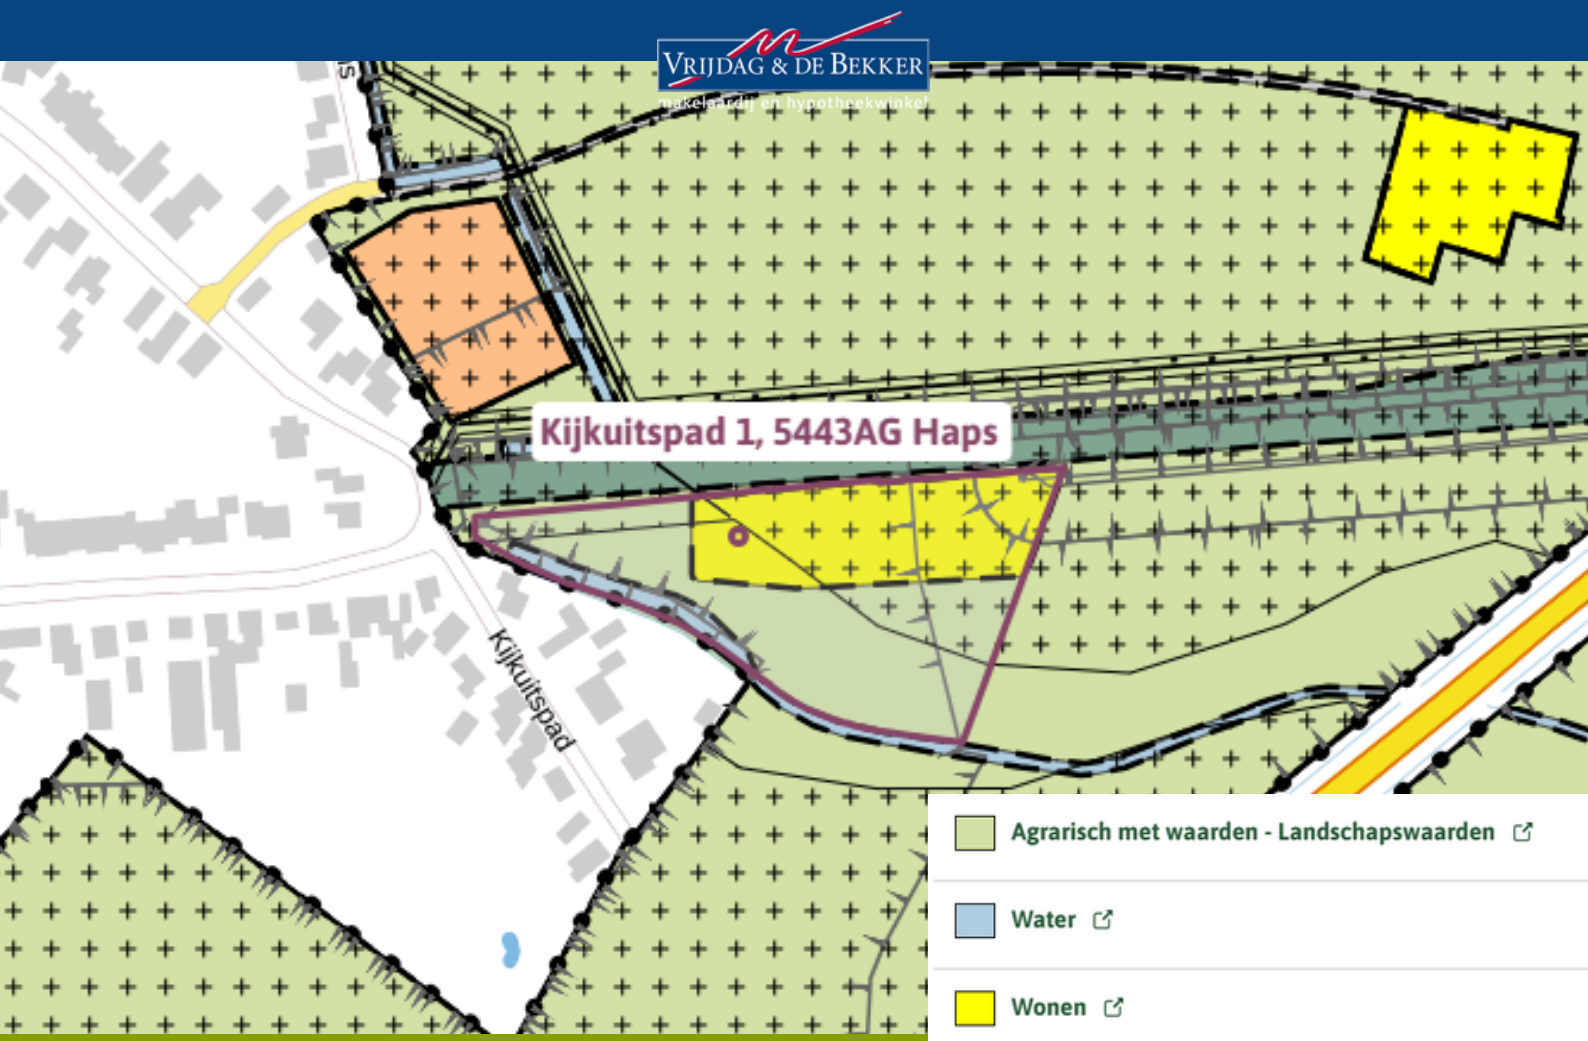 VRIJDAG & DE BEKKER
makelaardij en hypotheekwinkel
Kijkuitspad 1, 5443AG Haps
Kijkuitspad
Agrarisch met waarden - Landschapswaarden
Water
Wonen